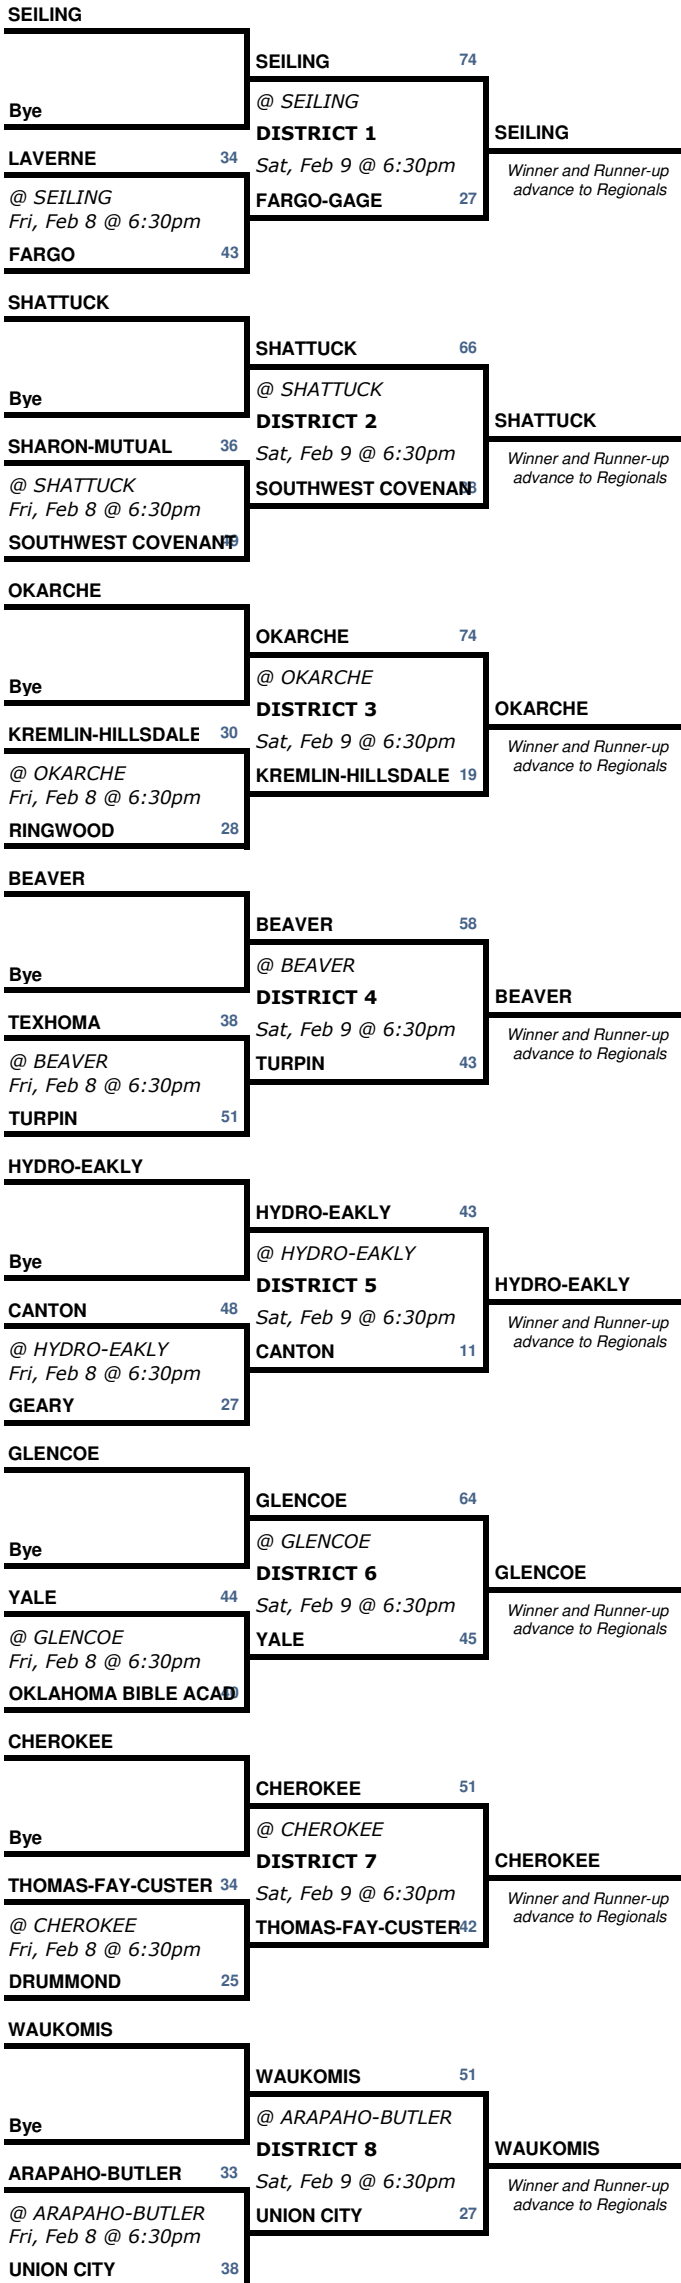 SEILING
SEILING 74
@ SEILING
Bye
DISTRICT 1
SEILING
LAVERNE 34
Sat, Feb 9 @ 6:30pm
Winner and Runner-up
advance to Regionals
@ SEILING
FARGO-GAGE 27
Fri, Feb 8 @ 6:30pm
FARGO 43
SHATTUCK
SHATTUCK 66
@ SHATTUCK
Bye
DISTRICT 2
SHATTUCK
SHARON-MUTUAL 36
Sat, Feb 9 @ 6:30pm
Winner and Runner-up
advance to Regionals
@ SHATTUCK
SOUTHWEST COVENAN
Fri, Feb 8 @ 6:30pm
SOUTHWEST COVENANT
OKARCHE
OKARCHE 74
@ OKARCHE
Bye
DISTRICT 3
OKARCHE
KREMLIN-HILLSDALE 30
Sat, Feb 9 @ 6:30pm
Winner and Runner-up
advance to Regionals
@ OKARCHE
KREMLIN-HILLSDALE 19
Fri, Feb 8 @ 6:30pm
RINGWOOD 28
BEAVER
BEAVER 58
@ BEAVER
Bye
DISTRICT 4
BEAVER
TEXHOMA 38
Sat, Feb 9 @ 6:30pm
Winner and Runner-up
advance to Regionals
@ BEAVER
TURPIN 43
Fri, Feb 8 @ 6:30pm
TURPIN 51
HYDRO-EAKLY
HYDRO-EAKLY 43
@ HYDRO-EAKLY
Bye
DISTRICT 5
HYDRO-EAKLY
CANTON 48
Sat, Feb 9 @ 6:30pm
Winner and Runner-up
advance to Regionals
@ HYDRO-EAKLY
CANTON 11
Fri, Feb 8 @ 6:30pm
GEARY 27
GLENCOE
GLENCOE 64
@ GLENCOE
Bye
DISTRICT 6
GLENCOE
YALE 44
Sat, Feb 9 @ 6:30pm
Winner and Runner-up
advance to Regionals
@ GLENCOE
YALE 45
Fri, Feb 8 @ 6:30pm
OKLAHOMA BIBLE ACAD
CHEROKEE
CHEROKEE 51
@ CHEROKEE
Bye
DISTRICT 7
CHEROKEE
THOMAS-FAY-CUSTER 34
Sat, Feb 9 @ 6:30pm
Winner and Runner-up
advance to Regionals
@ CHEROKEE
THOMAS-FAY-CUSTER 42
Fri, Feb 8 @ 6:30pm
DRUMMOND 25
WAUKOMIS
WAUKOMIS 51
@ ARAPAHO-BUTLER
Bye
DISTRICT 8
WAUKOMIS
ARAPAHO-BUTLER 33
Sat, Feb 9 @ 6:30pm
Winner and Runner-up
advance to Regionals
@ ARAPAHO-BUTLER
UNION CITY 27
Fri, Feb 8 @ 6:30pm
UNION CITY 38